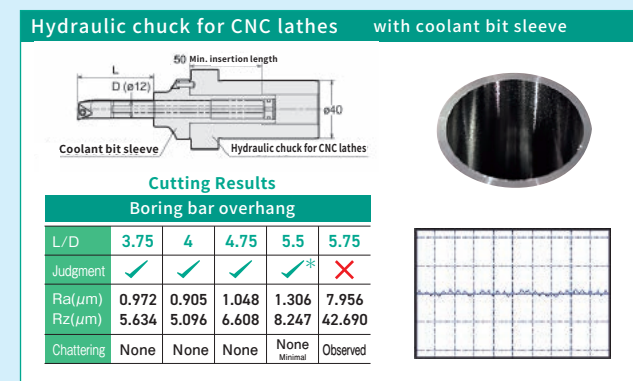 Hydraulic chuck for CNC lathes with coolant bit sleeve
50 Min. insertion length
L
D (ø12)
ø40
Coolant bit sleeve
Hydraulic chuck for CNC lathes
Cutting Results
Boring bar overhang
L/D 3.75 4 4.75 5.5 5.75
Judgment ✓ ✓ ✓ ✓* ✕
Ra(μm) 0.972 0.905 1.048 1.306 7.956
Rz(μm) 5.634 5.096 6.608 8.247 42.690
Chattering None None None None Minimal Observed